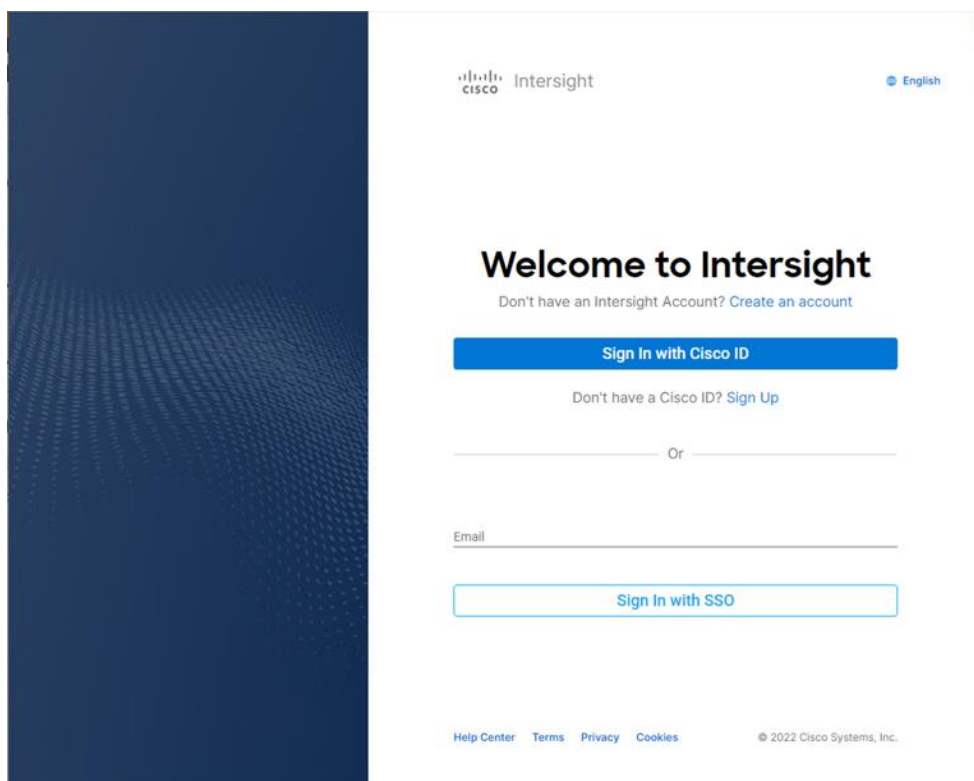 CISCO Intersight English
Welcome to Intersight
Don't have an Intersight Account? Create an account
Sign In with Cisco ID
Don't have a Cisco ID? Sign Up
Or
Email
Sign In with SSO
Help Center Terms Privacy Cookies © 2022 Cisco Systems, Inc.